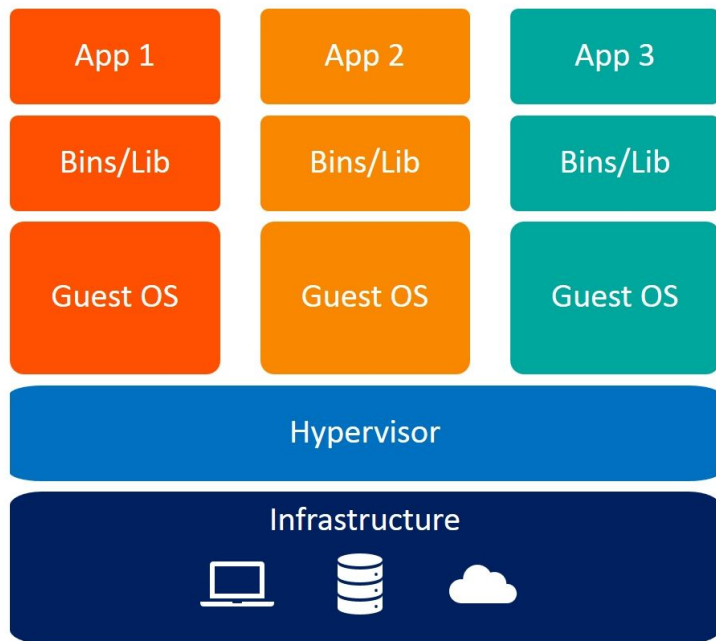 App 1
App 2
App 3
Bins/Lib
Bins/Lib
Bins/Lib
Guest OS
Guest OS
Guest OS
Hypervisor
Infrastructure